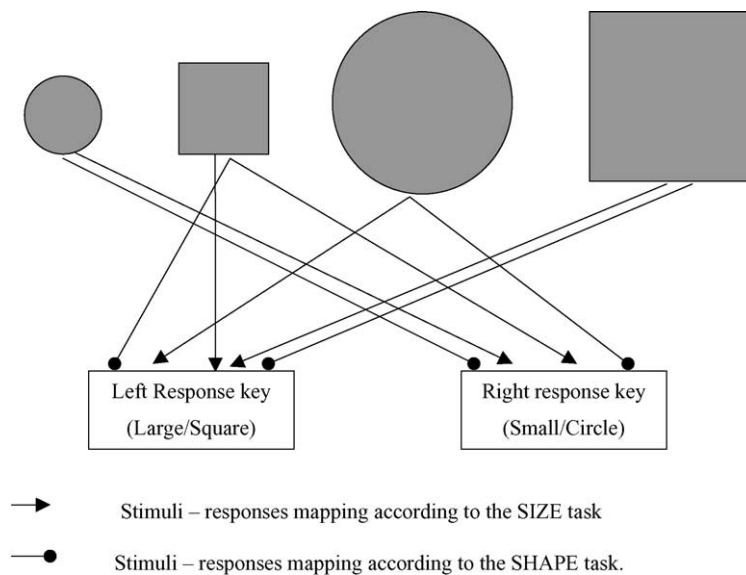 Left Response key
(Large/Square)
Right response key
(Small/Circle)
Stimuli – responses mapping according to the SIZE task
Stimuli – responses mapping according to the SHAPE task.